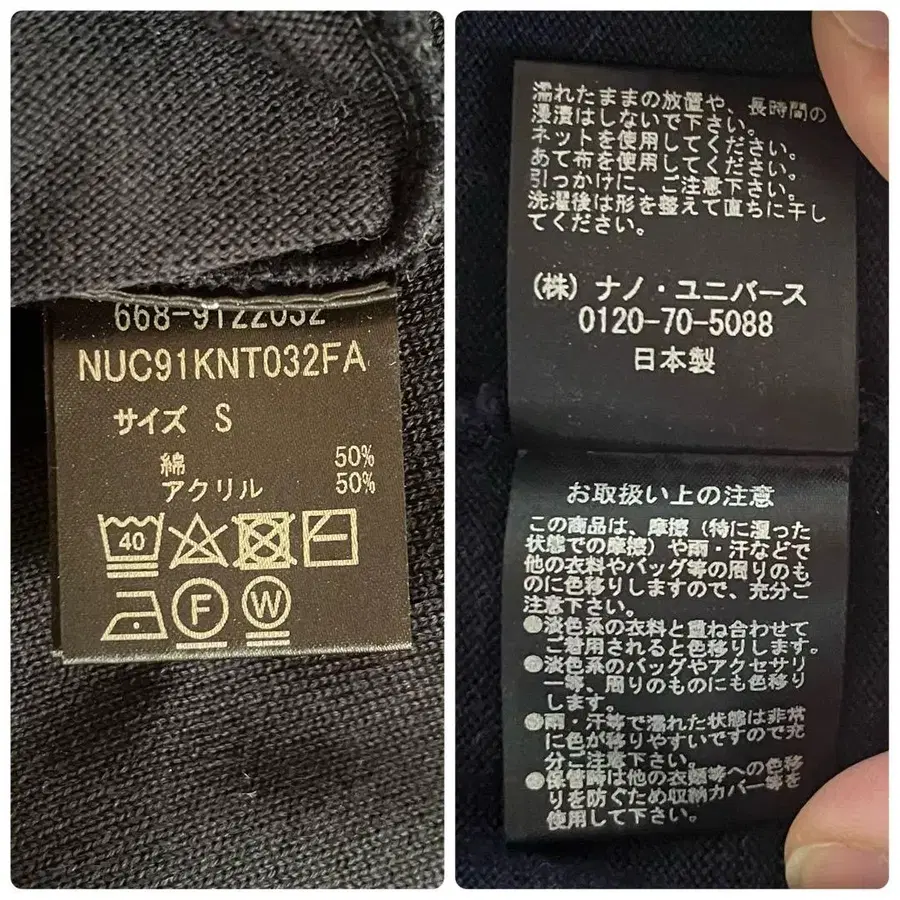 668-9122032
NUC91KNT032FA
サイズ S
綿 50%
アクリル 50%
40
F
W
濡れたままの放置や、長時間の
浸漬はしないで下さい。
ネットを使用してください。
あて布を使用してください。
引っかけに、ご注意下さい。
洗濯後は形を整えて直ちに干し
てください。
(株) ナノ・ユニバース
0120-70-5088
日本製
お取扱い上の注意
この商品は、摩擦(特に湿った
状態での摩擦)や雨・汗などで
他の衣料やバッグ等の周りのも
のに色移りしますので、充分ご
注意下さい。
●淡色系の衣料と重ね合わせて
ご着用されると色移りします。
●淡色系のバッグやアクセサリ
ー等、周りのものにも色移り
します。
●雨・汗等で濡れた状態は非常
に色が移りやすいですので充
分ご注意下さい。
●保管時は他の衣類等への色移
りを防ぐため収納カバー等を
使用して下さい。